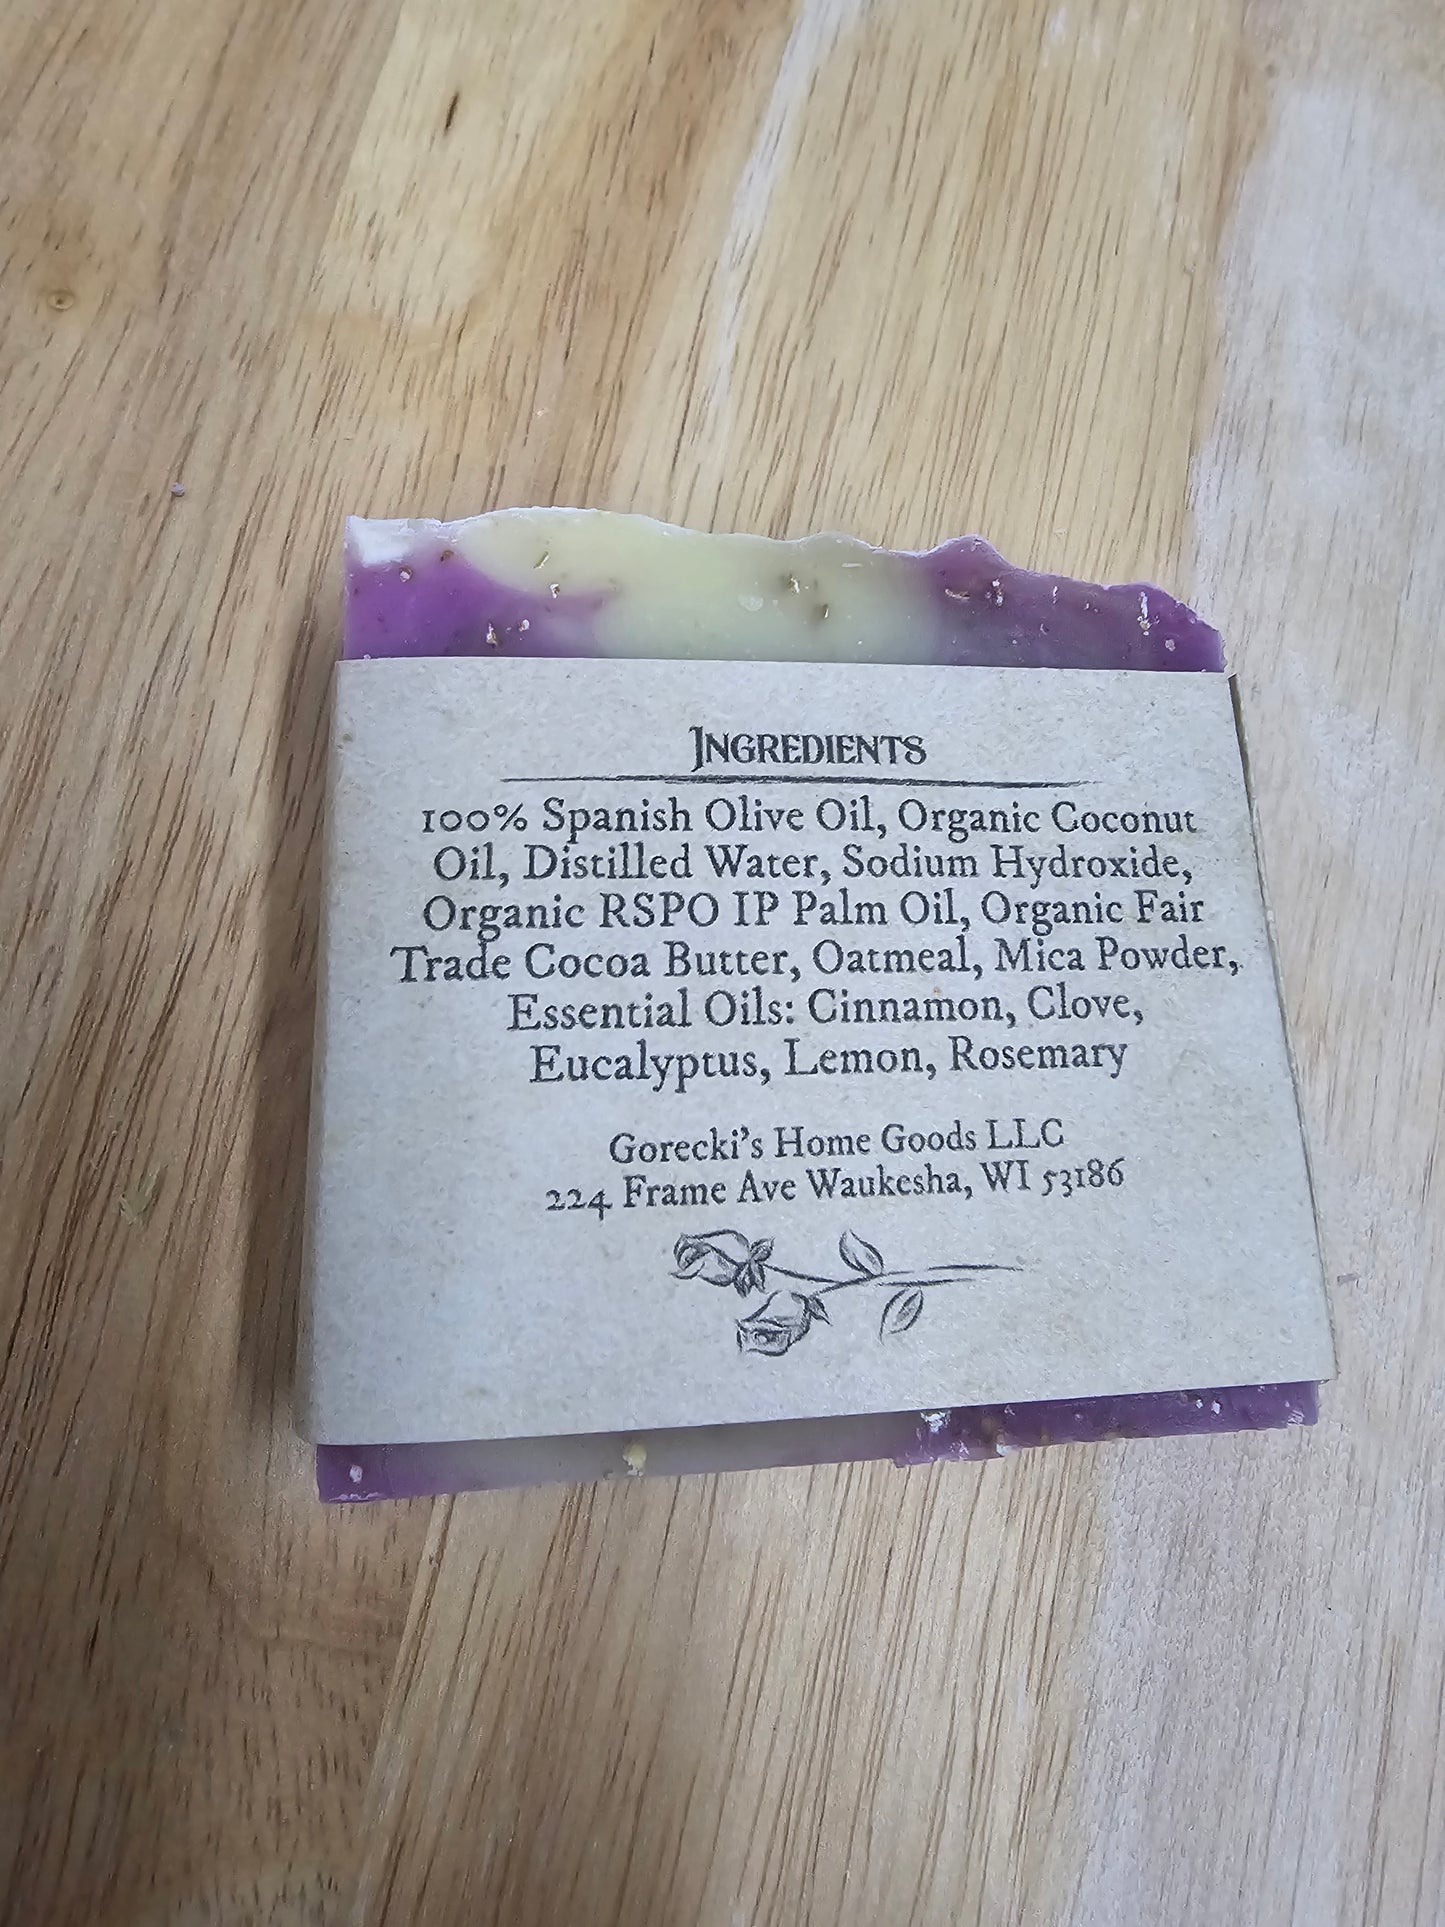 Ingredients
100% Spanish Olive Oil, Organic Coconut
Oil, Distilled Water, Sodium Hydroxide,
Organic RSPO IP Palm Oil, Organic Fair
Trade Cocoa Butter, Oatmeal, Mica Powder,
Essential Oils: Cinnamon, Clove,
Eucalyptus, Lemon, Rosemary
Gorecki's Home Goods LLC
224 Frame Ave Waukesha, WI 53186